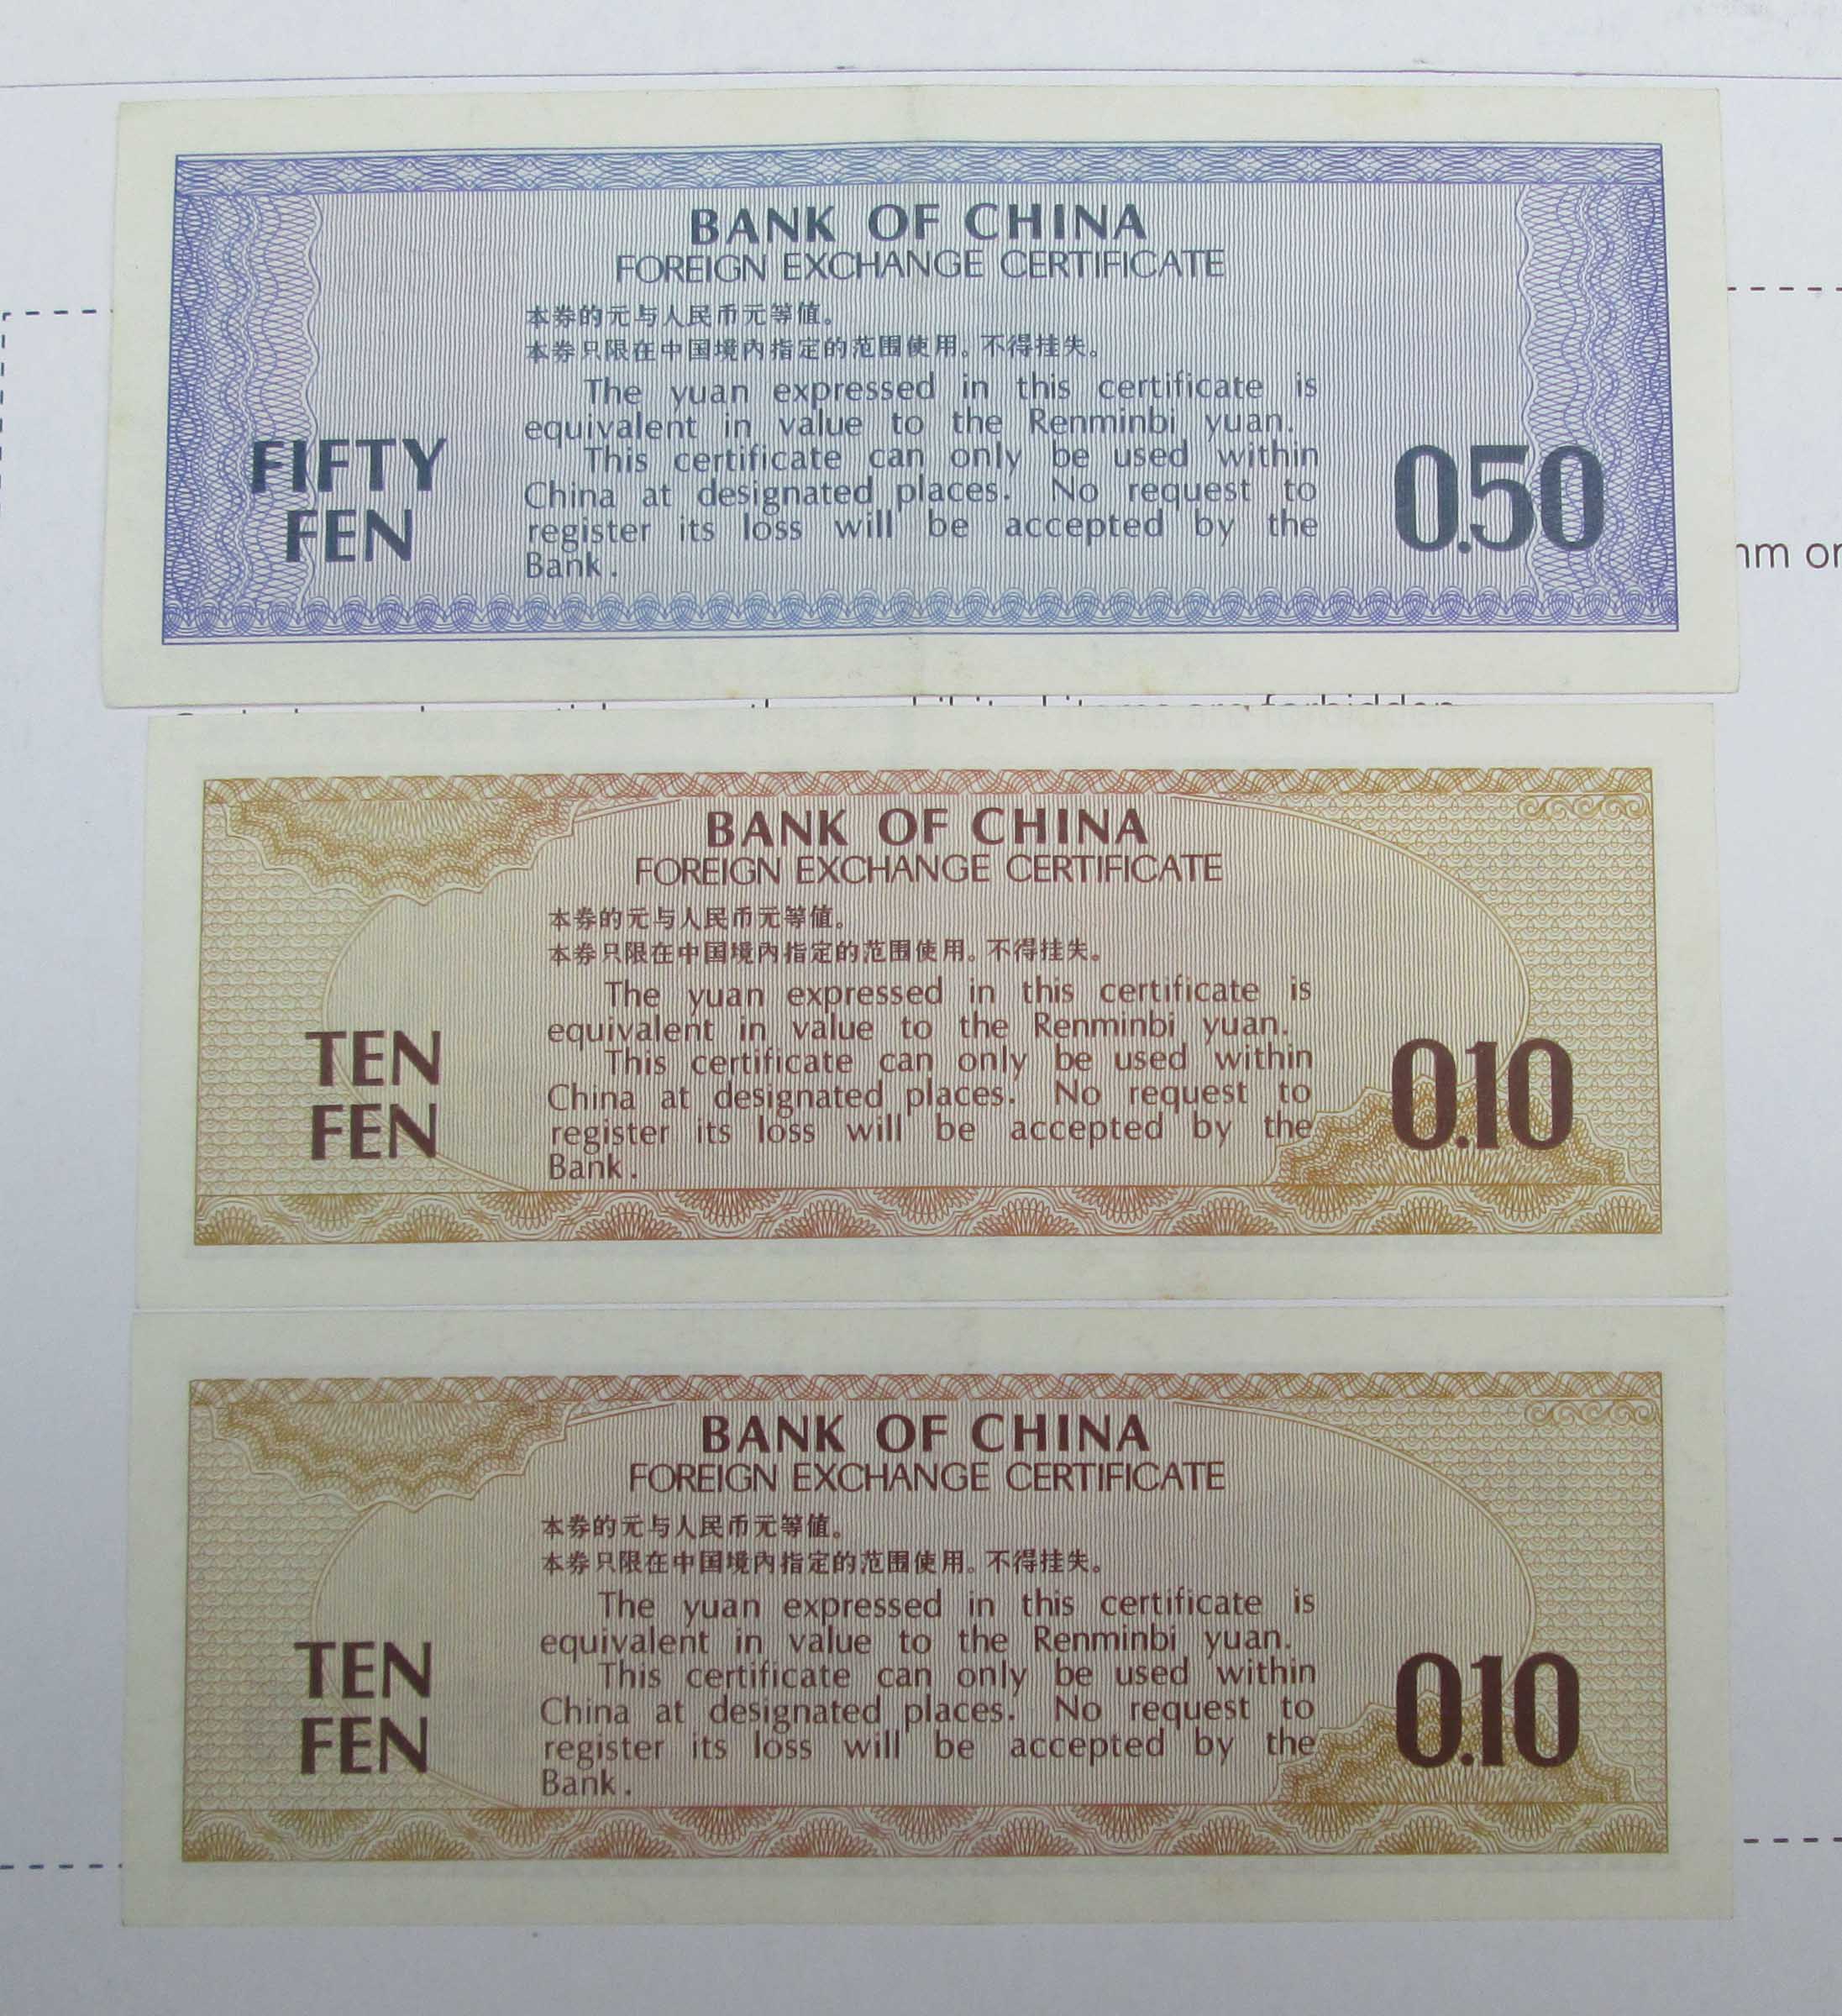 BANK OF CHINA
FOREIGN EXCHANGE CERTIFICATE
本券的元与人民币元等值。
本券只限在中国境内指定的范围使用。不得挂失。
The yuan expressed in this certificate is
equivalent in value to the Renminbi yuan.
This certificate can only be used within
China at designated places. No request to
register its loss will be accepted by the
Bank.
FIFTY
FEN
0.50
mm or
BANK OF CHINA
FOREIGN EXCHANGE CERTIFICATE
本券的元与人民币元等值。
本券只限在中国境内指定的范围使用。不得挂失。
The yuan expressed in this certificate is
equivalent in value to the Renminbi yuan.
This certificate can only be used within
China at designated places. No request to
register its loss will be accepted by the
Bank.
TEN
FEN
0.10
BANK OF CHINA
FOREIGN EXCHANGE CERTIFICATE
本券的元与人民币元等值。
本券只限在中国境内指定的范围使用。不得挂失。
The yuan expressed in this certificate is
equivalent in value to the Renminbi yuan.
This certificate can only be used within
China at designated places. No request to
register its loss will be accepted by the
Bank.
TEN
FEN
0.10